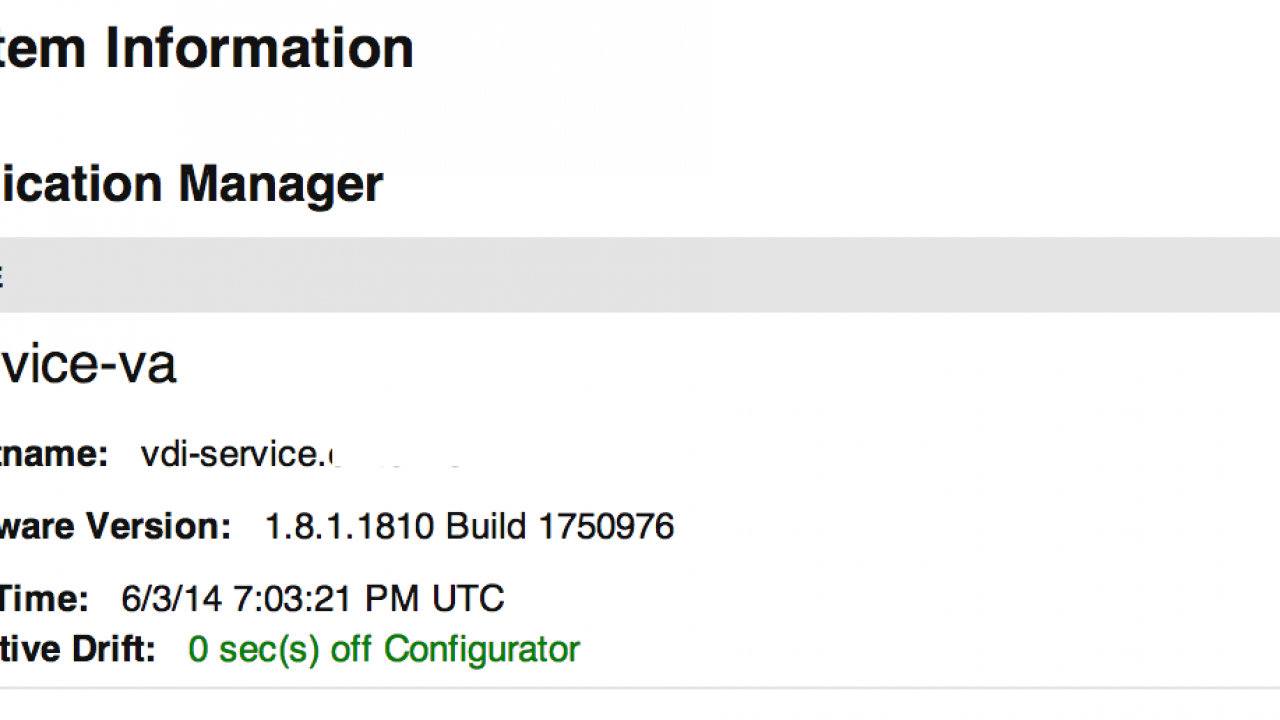 tem Information
ication Manager
E
vice-va
tname: vdi-service.
ware Version: 1.8.1.1810 Build 1750976
Time: 6/3/14 7:03:21 PM UTC
tive Drift: 0 sec(s) off Configurator